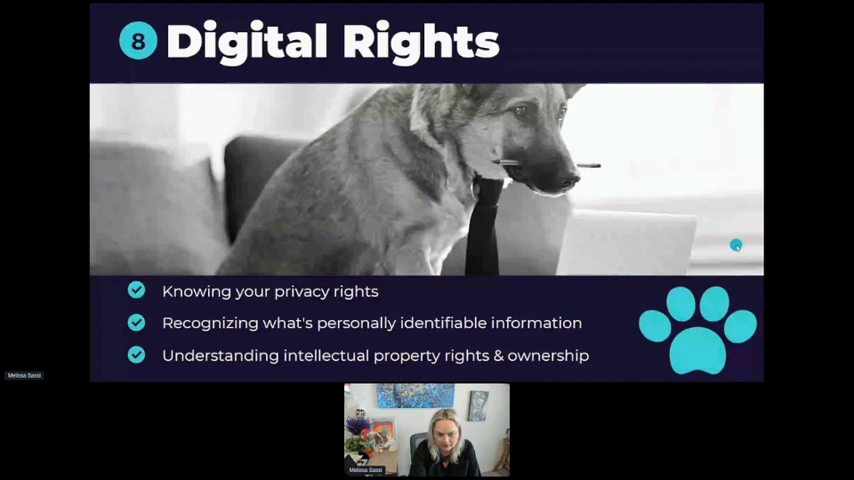 8 Digital Rights
Knowing your privacy rights
Recognizing what's personally identifiable information
Understanding intellectual property rights & ownership
Melissa Sassi
Melissa Sassi